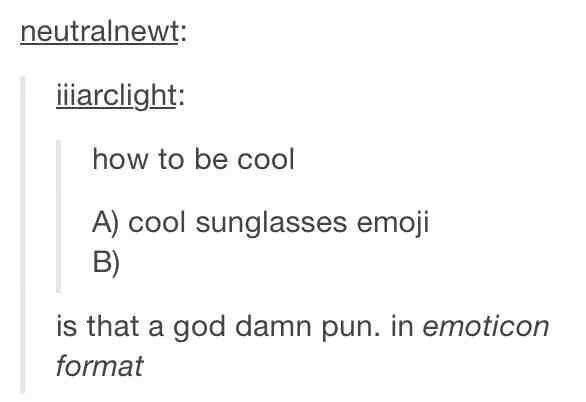 neutralnewt:
iiiarclight:
how to be cool
A) cool sunglasses emoji
B)
is that a god damn pun. in emoticon
format